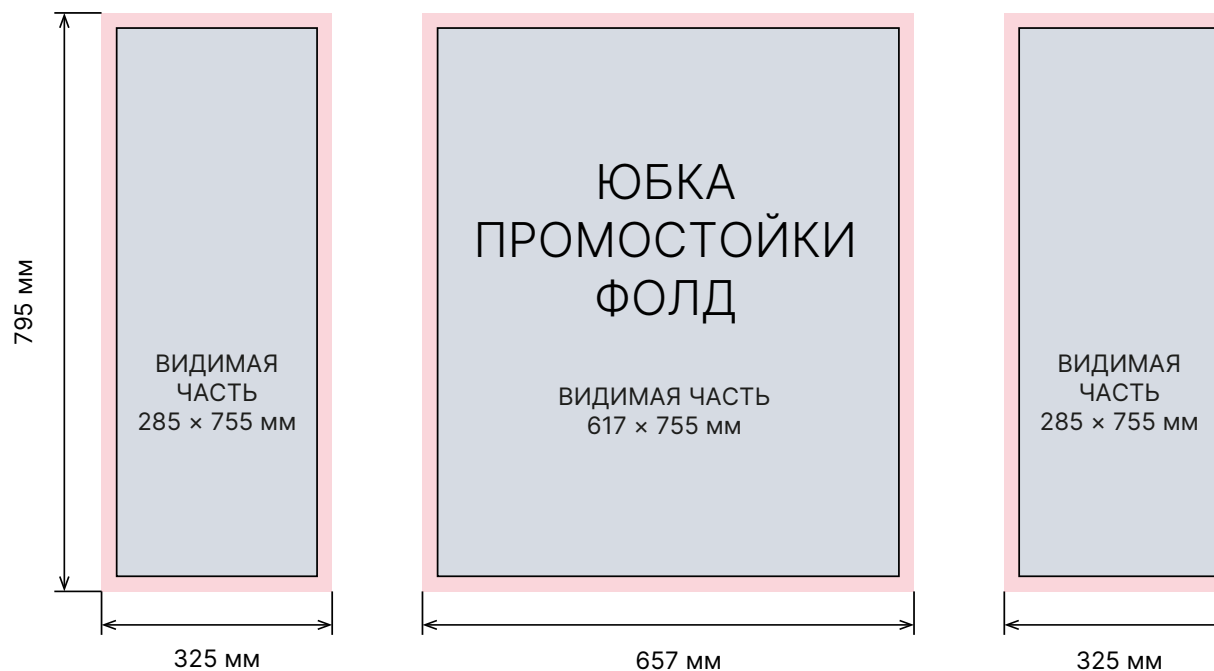 795 мм
ВИДИМАЯ
ЧАСТЬ
285 × 755 мм
325 мм
ЮБКА
ПРОМОСТОЙКИ
ФОЛД
ВИДИМАЯ ЧАСТЬ
617 × 755 мм
657 мм
ВИДИМАЯ
ЧАСТЬ
285 × 755 мм
325 мм